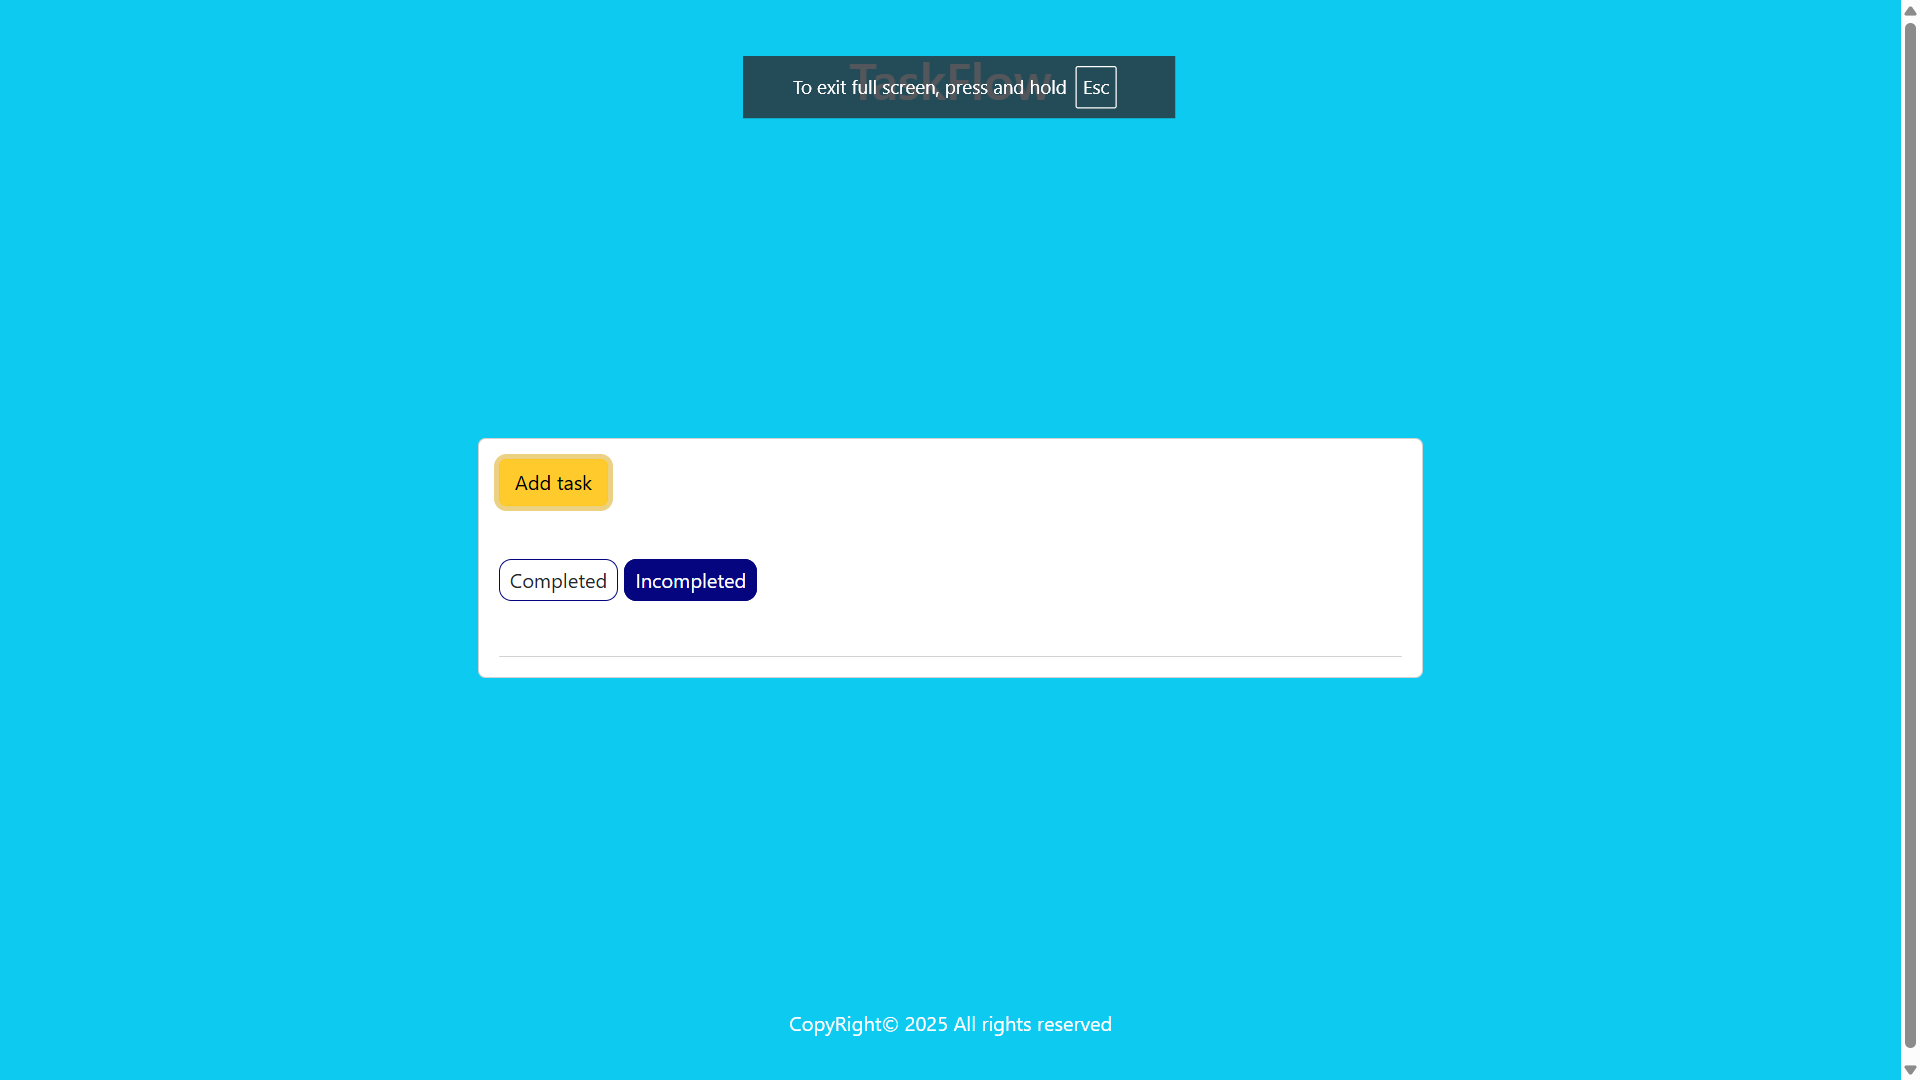 TaskFlow
To exit full screen, press and hold Esc
Add task
Completed Incompleted
CopyRight© 2025 All rights reserved